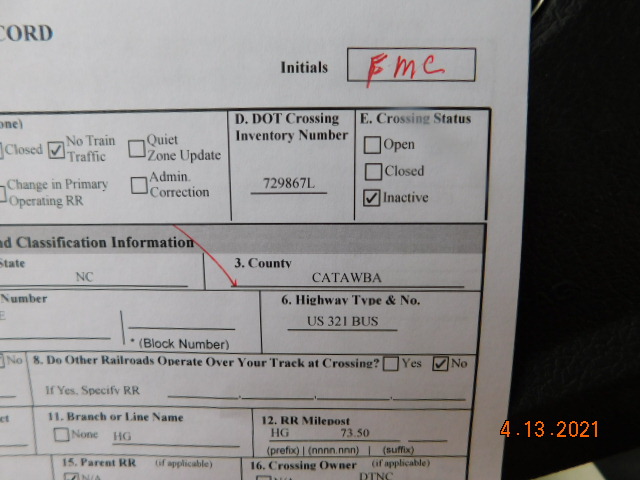 CORD
Initials FMC
one)
Closed No Train Traffic Quiet Zone Update
Change in Primary Operating RR Admin. Correction
D. DOT Crossing Inventory Number
729867L
E. Crossing Status
Open
Closed
Inactive
nd Classification Information
State
NC
3. County
CATAWBA
Number
E
* (Block Number)
6. Highway Type & No.
US 321 BUS
No 8. Do Other Railroads Operate Over Your Track at Crossing? Yes No
If Yes, Specify RR , , ,
ct
11. Branch or Line Name
None HG
12. RR Milepost
HG 73.50
(prefix) | (nnnn.nnn) | (suffix)
15. Parent RR (if applicable)
N/A
16. Crossing Owner (if applicable)
DTNC
4.13.2021